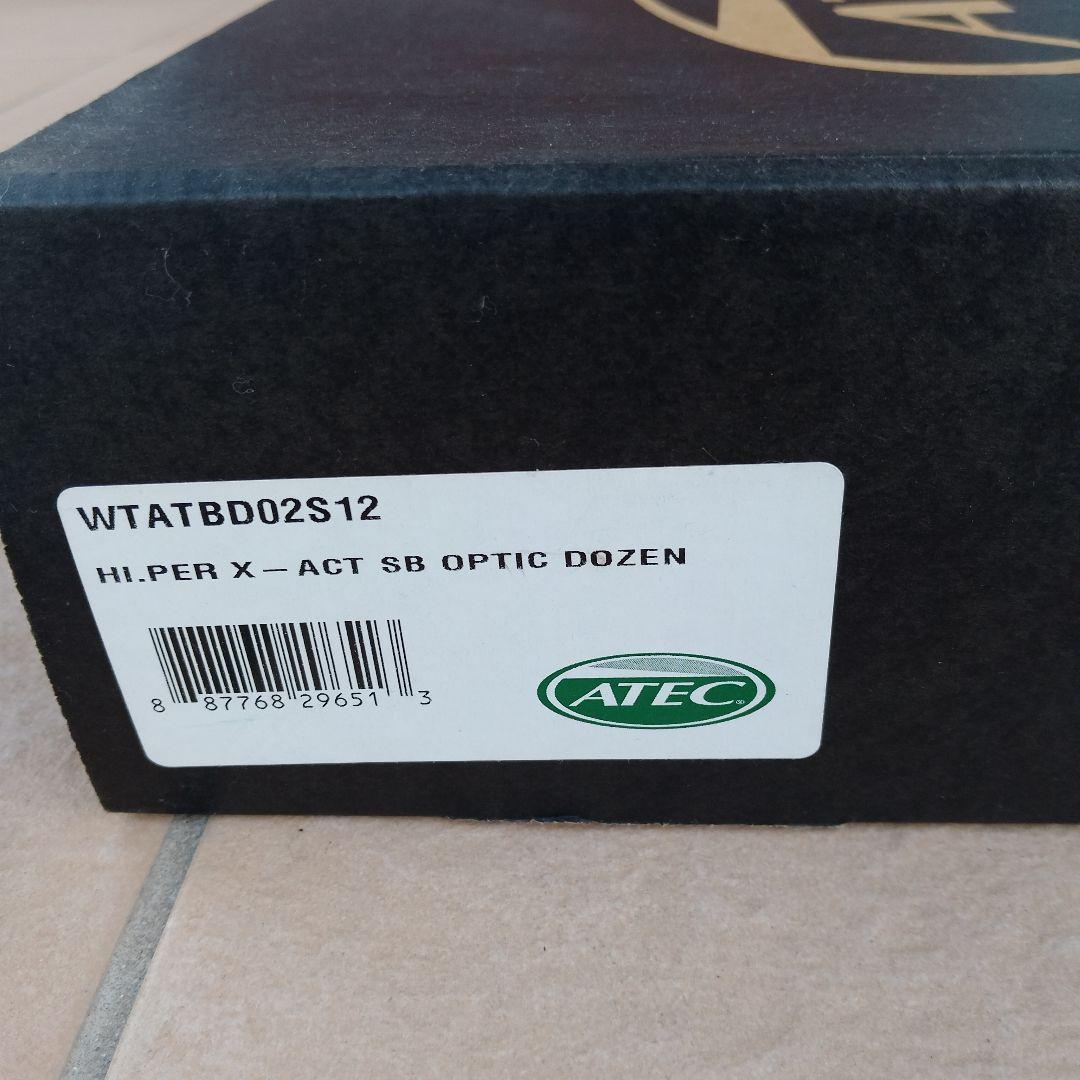 WTATBD02S12
HI.PER X – ACT SB OPTIC DOZEN
8 87768 29651 3
ATEC